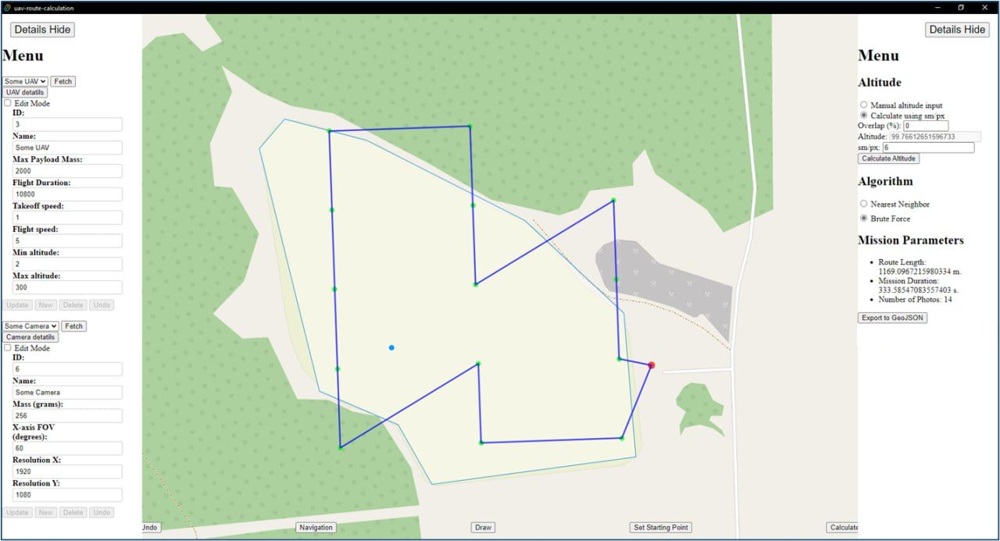 uav-route-calculation
Details Hide
Menu
Some UAV Fetch
UAV detatils
Edit Mode
ID:
3
Name:
Some UAV
Max Payload Mass:
2000
Flight Duration:
10800
Takeoff speed:
1
Flight speed:
5
Min altitude:
2
Max altitude:
300
Update New Delete Undo
Some Camera Fetch
Camera detatils
Edit Mode
ID:
6
Name:
Some Camera
Mass (grams):
256
X-axis FOV
(degrees):
60
Resolution X:
1920
Resolution Y:
1080
Update New Delete Undo
Undo Navigation Draw Set Starting Point Calculate
Details Hide
Menu
Altitude
Manual altitude input
Calculate using sm/px
Overlap (%): 0
Altitude: 99.76612651596733
sm/px: 6
Calculate Altitude
Algorithm
Nearest Neighbor
Brute Force
Mission Parameters
Route Length:
1169.0967215980334 m.
Mission Duration:
333.58547083557403 s.
Number of Photos: 14
Export to GeoJSON